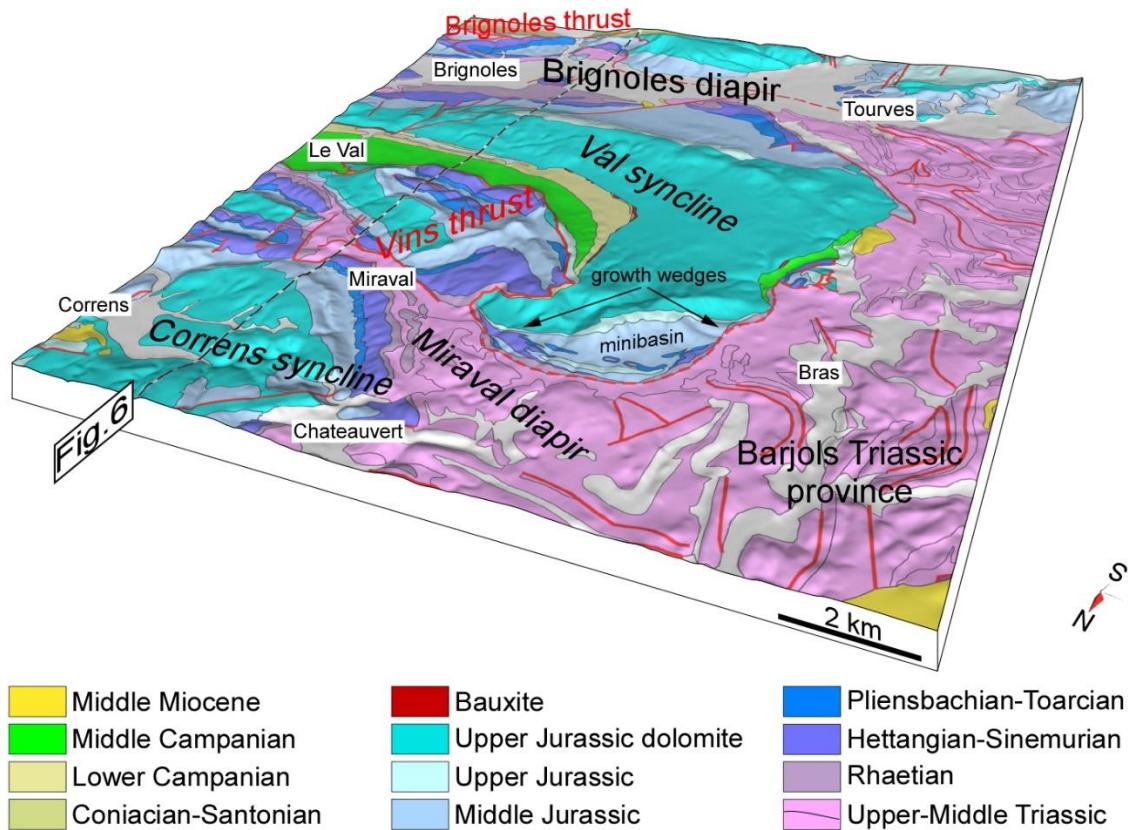 Brignoles thrust
Brignoles
Brignoles diapir
Tourves
Le Val
Val syncline
Vins thrust
Miraval
growth wedges
Correns
minibasin
Correns syncline
Miraval diapir
Bras
Fig.6
Chateauvert
Barjols Triassic
province
2 km
S
N
Middle Miocene
Middle Campanian
Lower Campanian
Coniacian-Santonian
Bauxite
Upper Jurassic dolomite
Upper Jurassic
Middle Jurassic
Pliensbachian-Toarcian
Hettangian-Sinemurian
Rhaetian
Upper-Middle Triassic